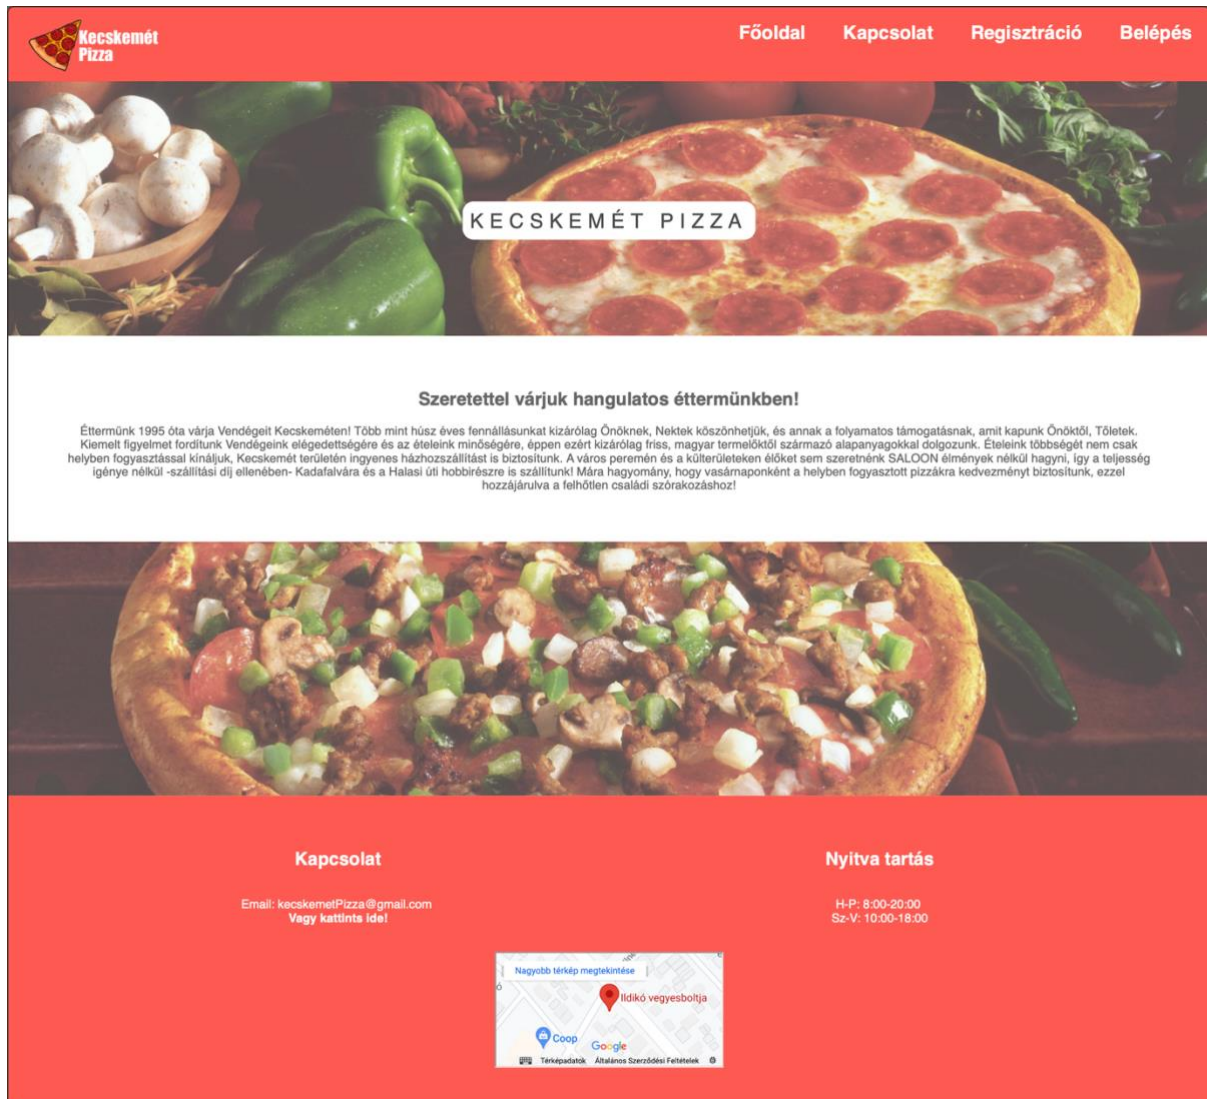 Kecskemét
Pizza
Főoldal Kapcsolat Regisztráció Belépés
KECSKEMÉT PIZZA
Szeretettel várjuk hangulatos éttermünkben!
Éttermünk 1995 óta várja Vendégeit Kecskeméten! Több mint húsz éves fennállásunkat kizárólag Önöknek, Nektek köszönhetjük, és annak a folyamatos támogatásnak, amit kapunk Önöktől, Tőletek.
Kiemelt figyelmet fordítunk Vendégeink elégedettségére és az ételeink minőségére, éppen ezért kizárólag friss, magyar termelőktől származó alapanyagokkal dolgozunk. Ételeink többségét nem csak
helyben fogyasztással kínáljuk, Kecskemét területén ingyenes házhozszállítást is biztosítunk. A város peremén és a külterületeken élőket sem szeretnénk SALOON élmények nélkül hagyni, így a teljesség
igénye nélkül -szállítási díj ellenében- Kadafalvára és a Halasi úti hobbirészre is szállítunk! Mára hagyomány, hogy vasárnaponként a helyben fogyasztott pizzákra kedvezményt biztosítunk, ezzel
hozzájárulva a felhőtlen családi szórakozáshoz!
Kapcsolat
Email: kecskemetPizza@gmail.com
Vagy kattints ide!
Nyitva tartás
H-P: 8:00-20:00
Sz-V: 10:00-18:00
Nagyobb térkép megtekintése
Ildikó vegyesboltja
Coop
Google
Térképadatok Általános Szerződési Feltételek